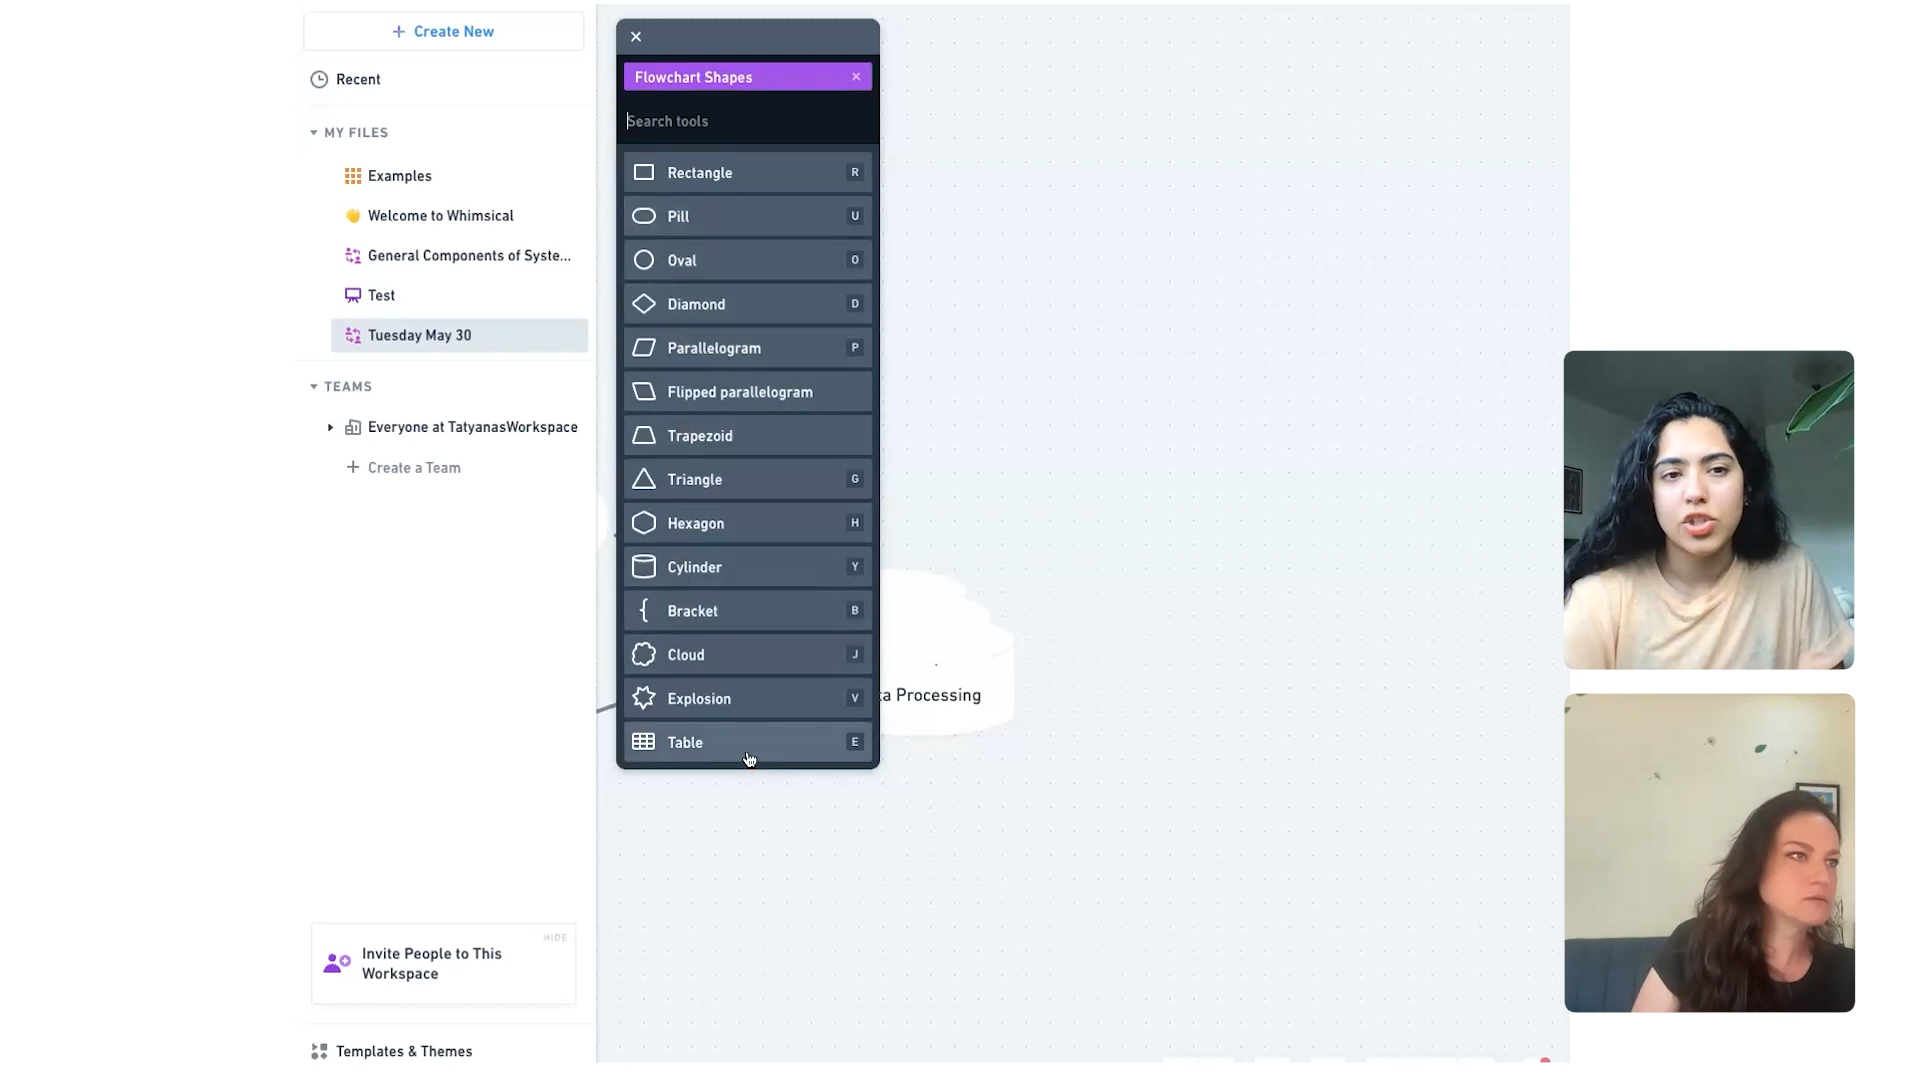 + Create New
Recent
MY FILES
Examples
Welcome to Whimsical
General Components of Syste...
Test
Tuesday May 30
TEAMS
Everyone at TatyanasWorkspace
+ Create a Team
HIDE
Invite People to This
Workspace
Templates & Themes
Flowchart Shapes
Search tools
Rectangle R
Pill U
Oval O
Diamond D
Parallelogram P
Flipped parallelogram
Trapezoid
Triangle G
Hexagon H
Cylinder Y
Bracket B
Cloud J
Explosion V
Table E
ta Processing